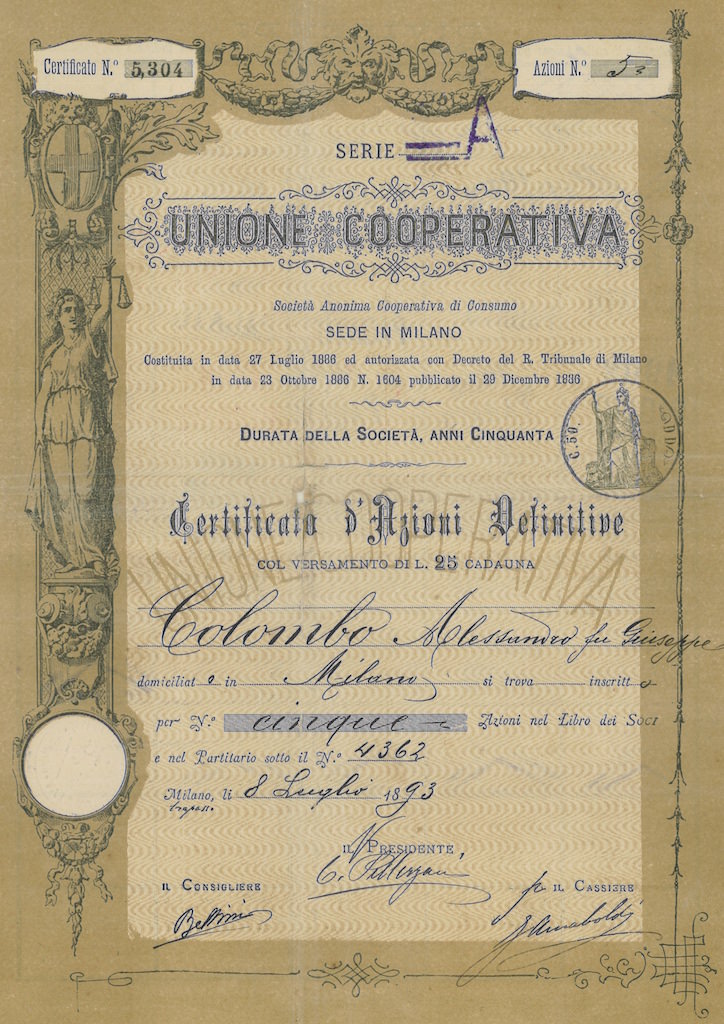 Certificato N.º 5,304
Azioni N.º 5
SERIE A
UNIONE COOPERATIVA
Società Anonima Cooperativa di Consumo
SEDE IN MILANO
Costituita in data 27 Luglio 1886 ed autorizzata con Decreto del R. Tribunale di Milano
in data 23 Ottobre 1886 N. 1604 pubblicato il 29 Dicembre 1886
DURATA DELLA SOCIETÀ, ANNI CINQUANTA
C. 50.
Certificato d'Azioni Definitive
COL VERSAMENTO DI L. 25 CADAUNA
UNIONE COOPERATIVA
Colombo Alessandro fu Giuseppe
domiciliato in Milano si trova inscritto
per N.º cinque Azioni nel Libro dei SOCI
e nel Partitario sotto il N.º 4362
Milano, li 8 Luglio 1893
trapasso.
IL PRESIDENTE
IL CONSIGLIERE
p IL CASSIERE
Bettini